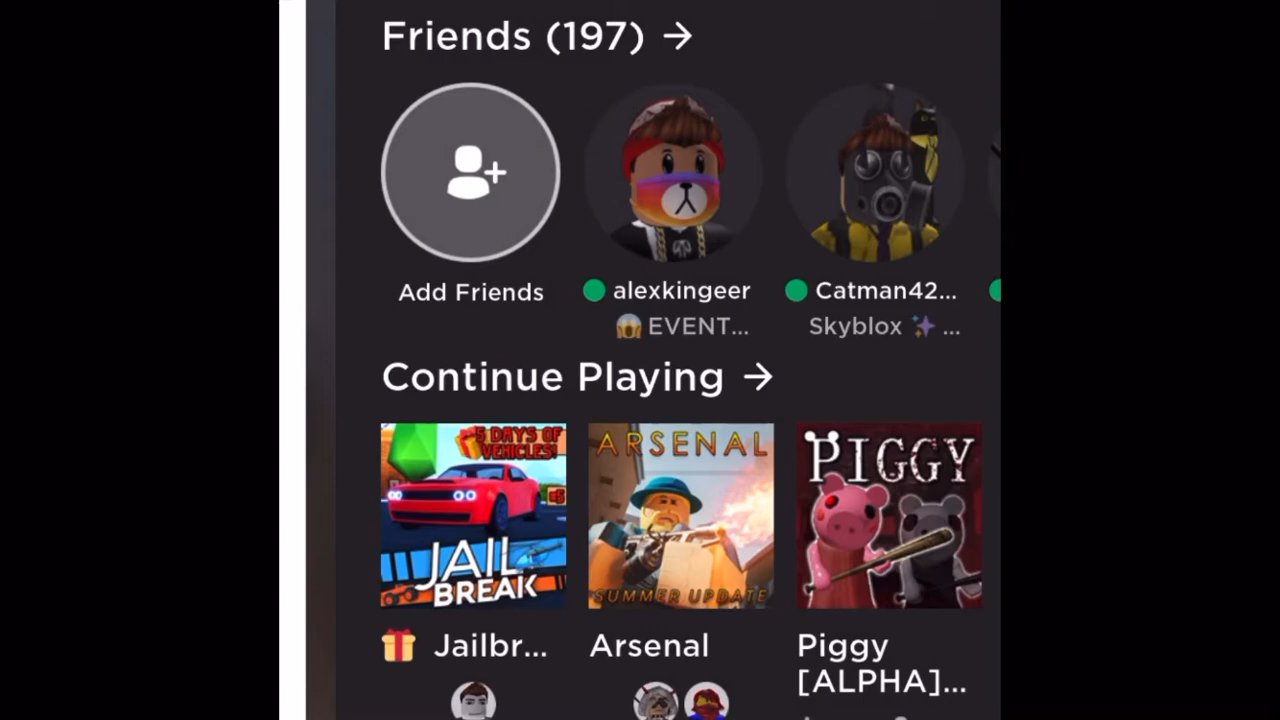 Friends (197) →
Add Friends
alexkingeer
Catman42...
😱 EVENT...
Skyblox ✨ ...
Continue Playing →
5 DAYS OF
VEHICLES!
JAIL
BREAK
ARSENAL
SUMMER UPDATE
PIGGY
🎁 Jailbr...
Arsenal
Piggy
[ALPHA]...